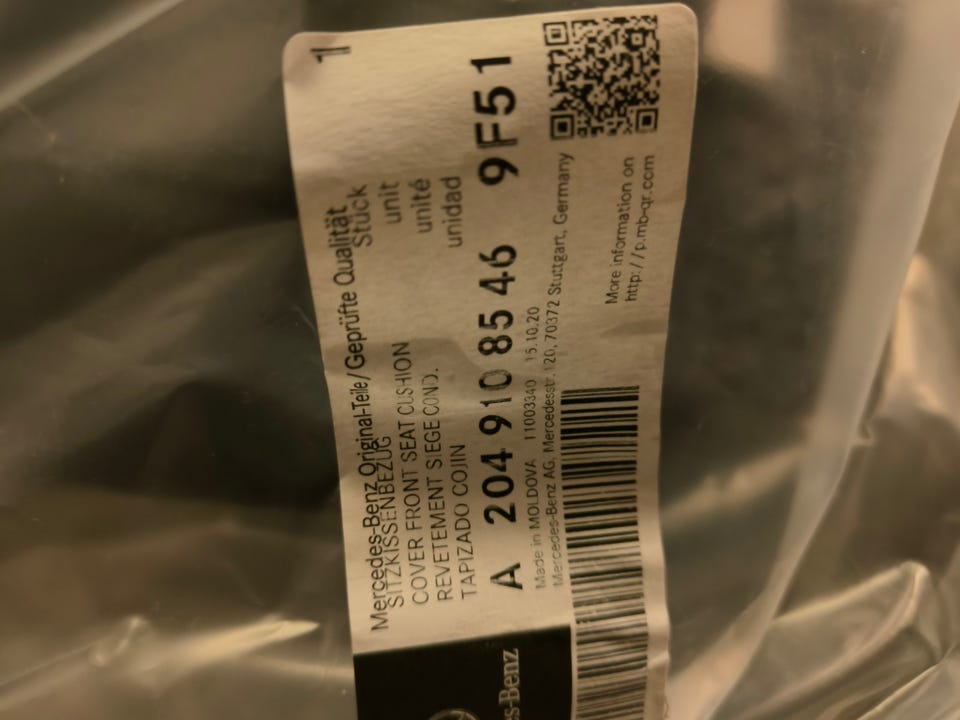 1
Mercedes-Benz Original-Teile/Geprüfte Qualität
SITZKISSENBEZUG Stück
COVER FRONT SEAT CUSHION unit
REVETEMENT SIEGE COND. unité
TAPIZADO COJIN unidad
A 204 910 85 46 9F51
Made in MOLDOVA 11003340 15.10.20
Mercedes-Benz AG, Mercedesstr. 120, 70372 Stuttgart, Germany
More information on
http://p.mb-qr.com
s-Benz